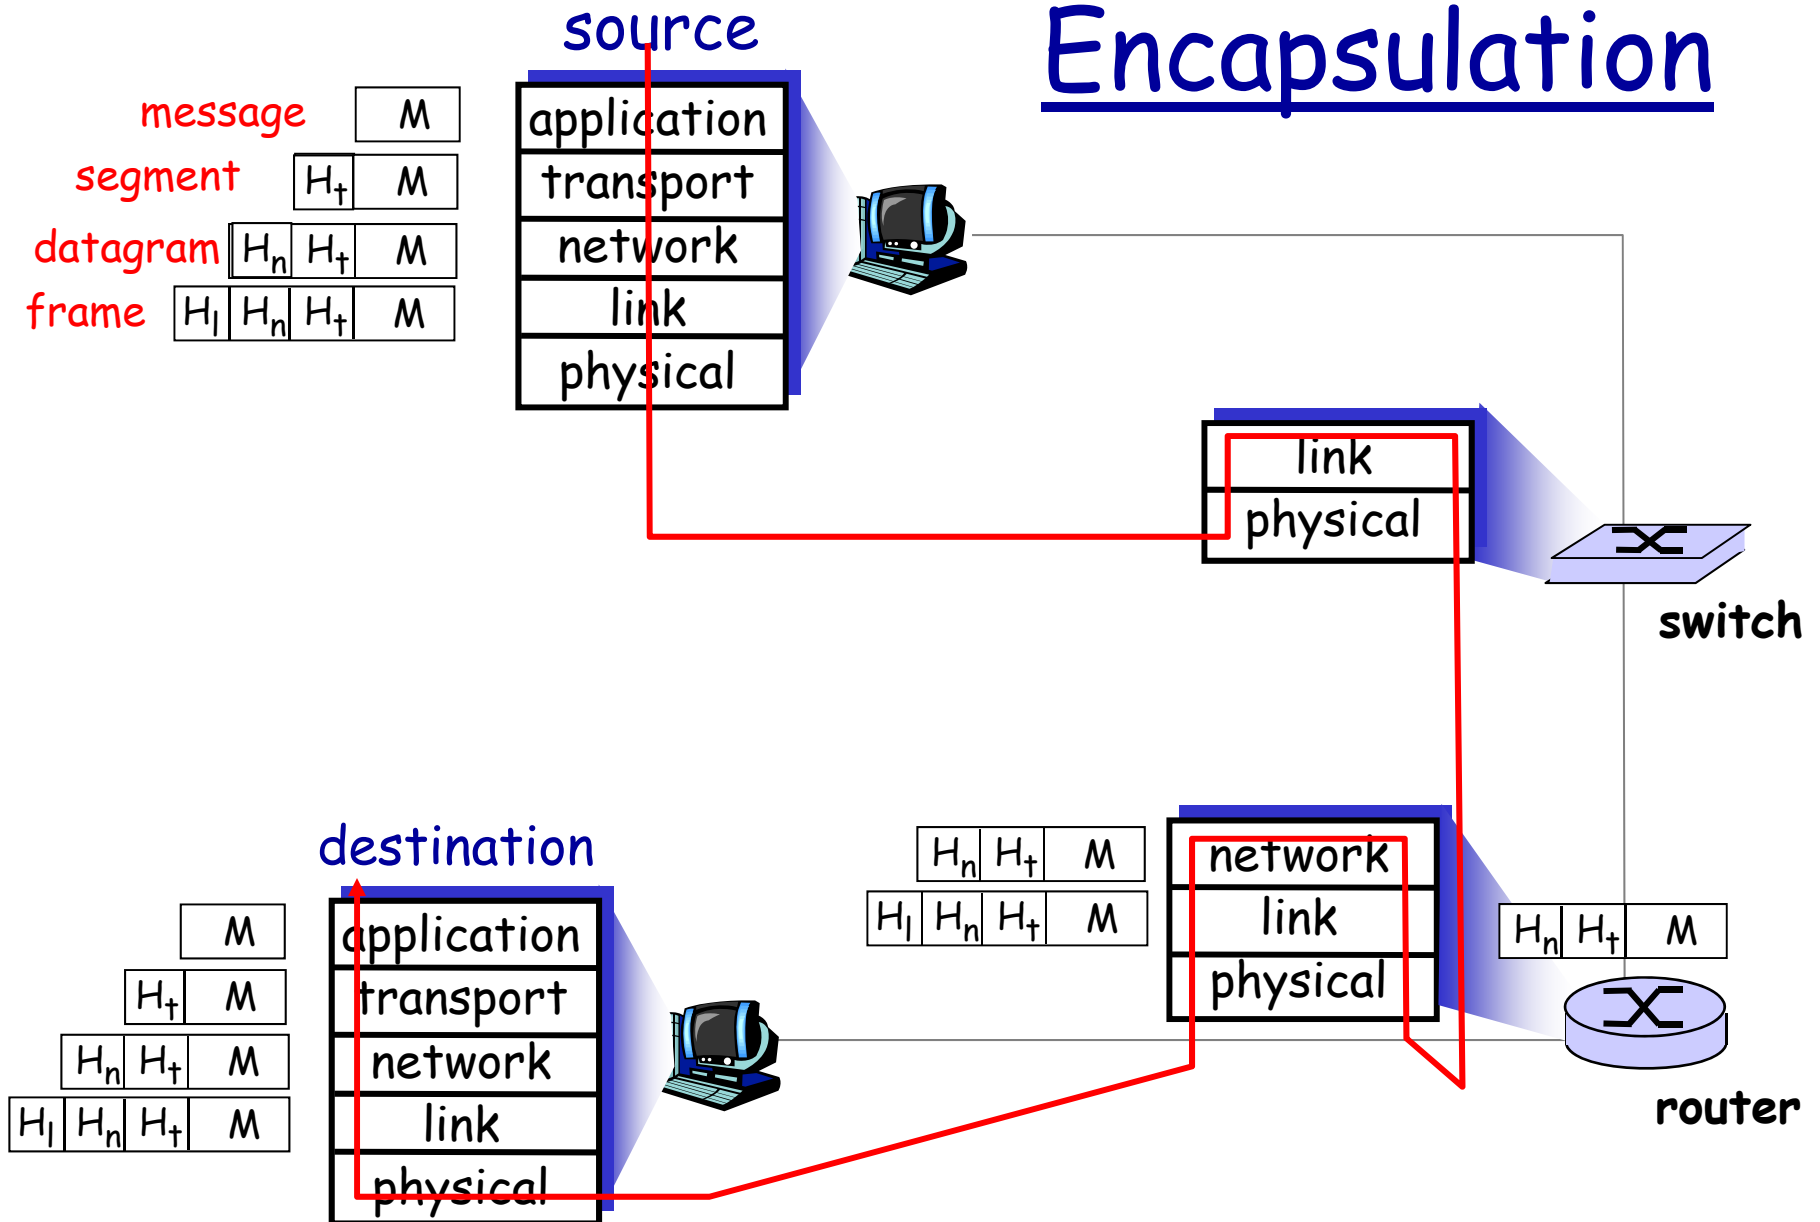 source
Encapsulation
message M
segment Ht M
datagram Hn Ht M
frame Hl Hn Ht M
application
transport
network
link
physical
link
physical
switch
destination
M
Ht M
Hn Ht M
Hl Hn Ht M
application
transport
network
link
physical
Hn Ht M
Hl Hn Ht M
network
link
physical
Hn Ht M
router